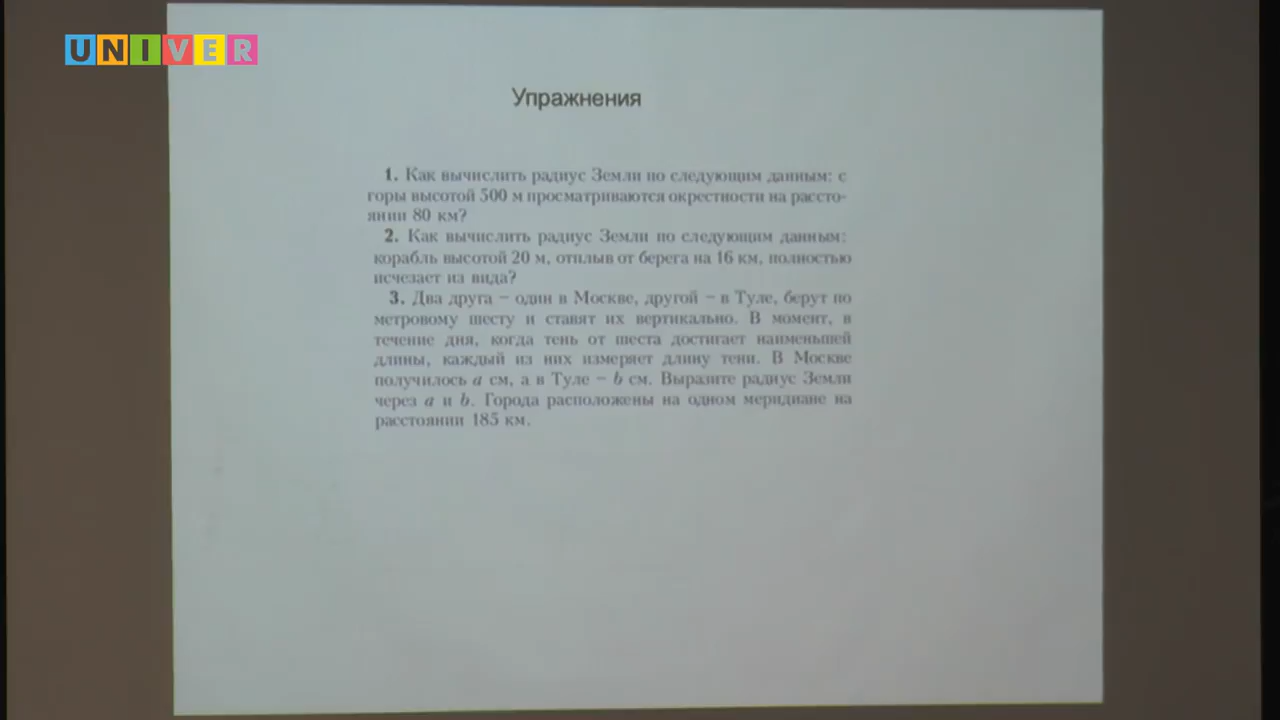 UNIVER
Упражнения
1. Как вычислить радиус Земли по следующим данным: с
горы высотой 500 м просматриваются окрестности на рассто-
янии 80 км?
2. Как вычислить радиус Земли по следующим данным:
корабль высотой 20 м, отплыв от берега на 16 км, полностью
исчезает из вида?
3. Два друга – один в Москве, другой – в Туле, берут по
метровому шесту и ставят их вертикально. В момент, в
течение дня, когда тень от шеста достигает наименьшей
длины, каждый из них измеряет длину тени. В Москве
получилось a см, а в Туле – b см. Выразите радиус Земли
через a и b. Города расположены на одном меридиане на
расстоянии 185 км.